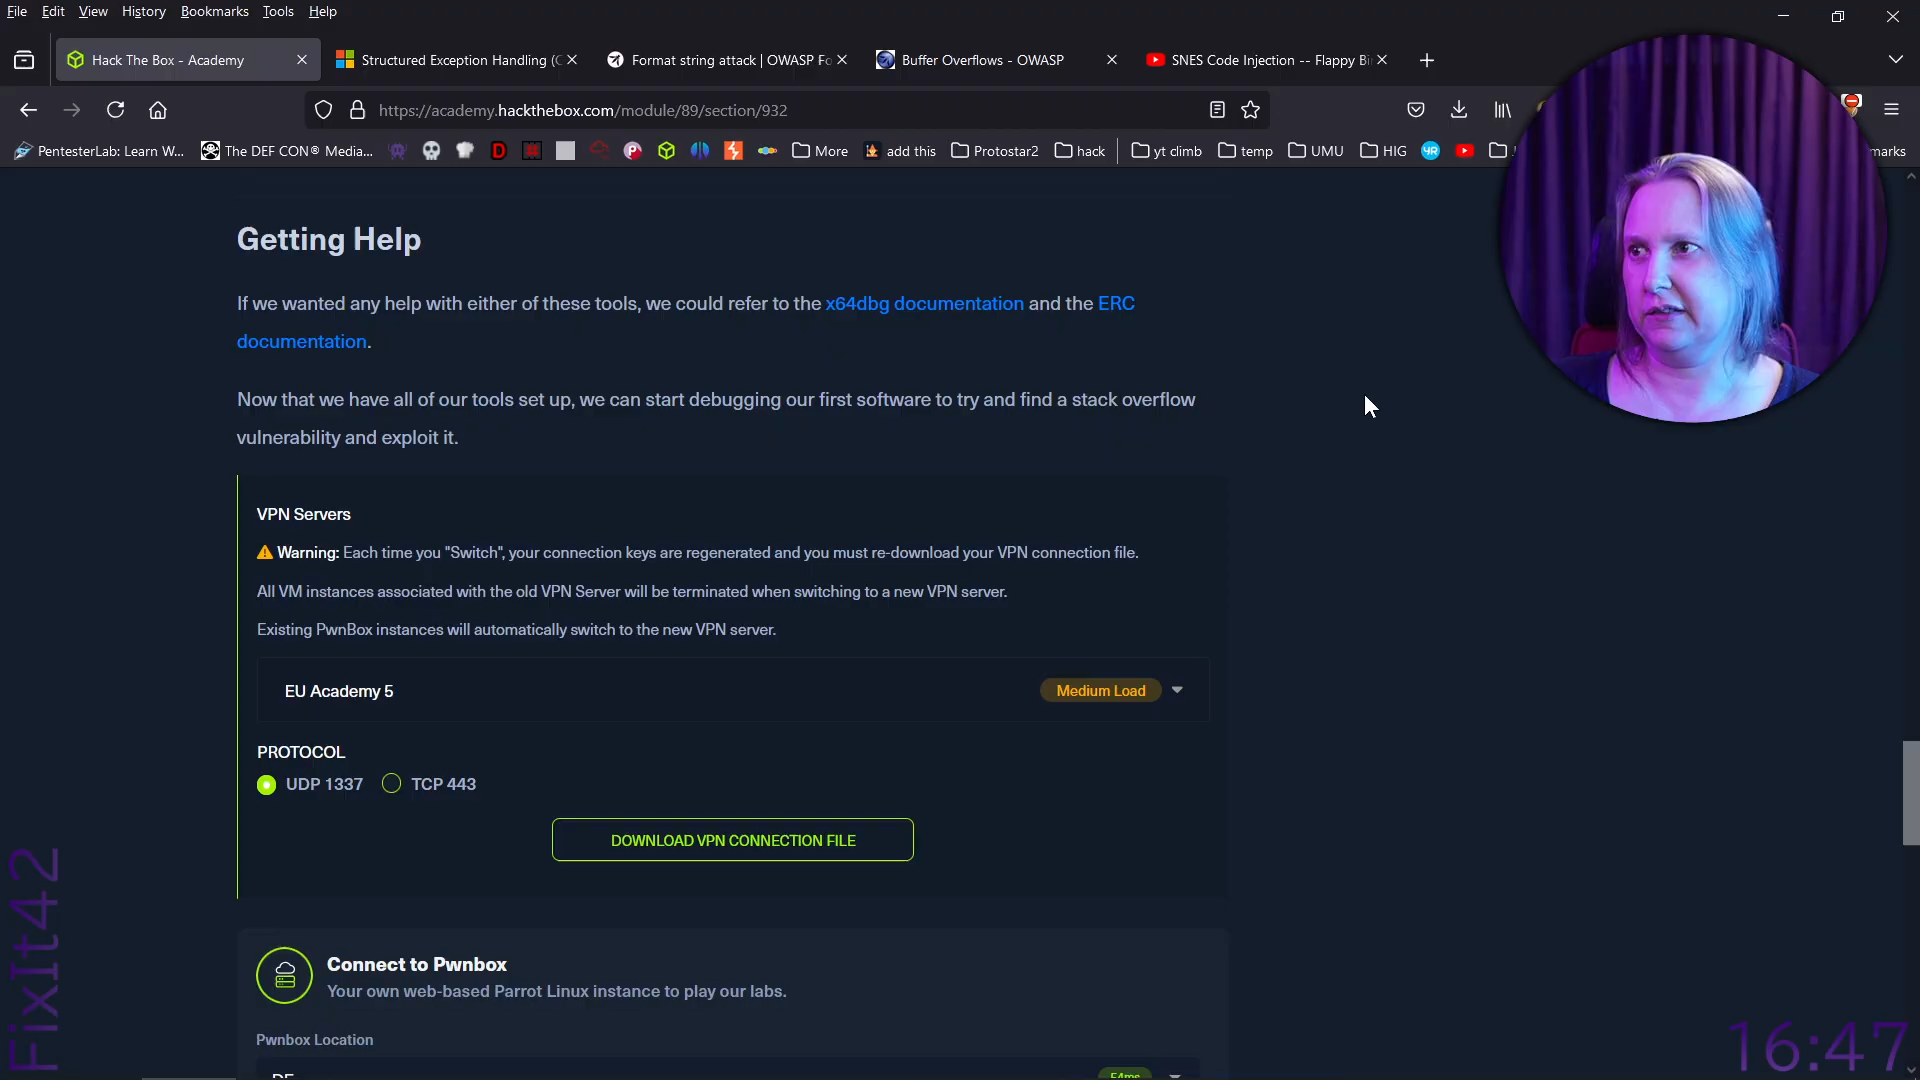 File Edit View History Bookmarks Tools Help
Hack The Box - Academy
Structured Exception Handling (C
Format string attack | OWASP Fo
Buffer Overflows - OWASP
SNES Code Injection -- Flappy Bi
https://academy.hackthebox.com/module/89/section/932
PentesterLab: Learn W... The DEF CON® Media... More add this Protostar2 hack yt climb temp UMU HIG marks
Getting Help
If we wanted any help with either of these tools, we could refer to the x64dbg documentation and the ERC
documentation.
Now that we have all of our tools set up, we can start debugging our first software to try and find a stack overflow
vulnerability and exploit it.
VPN Servers
Warning: Each time you "Switch", your connection keys are regenerated and you must re-download your VPN connection file.
All VM instances associated with the old VPN Server will be terminated when switching to a new VPN server.
Existing PwnBox instances will automatically switch to the new VPN server.
EU Academy 5 Medium Load
PROTOCOL
UDP 1337 TCP 443
DOWNLOAD VPN CONNECTION FILE
Connect to Pwnbox
Your own web-based Parrot Linux instance to play our labs.
Pwnbox Location
FixIt42
16:47